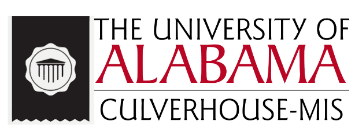 THE UNIVERSITY OF
ALABAMA
CULVERHOUSE-MIS